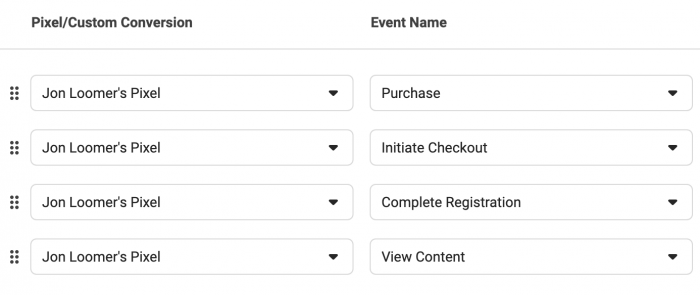 Pixel/Custom Conversion Event Name
Jon Loomer's Pixel Purchase
Jon Loomer's Pixel Initiate Checkout
Jon Loomer's Pixel Complete Registration
Jon Loomer's Pixel View Content